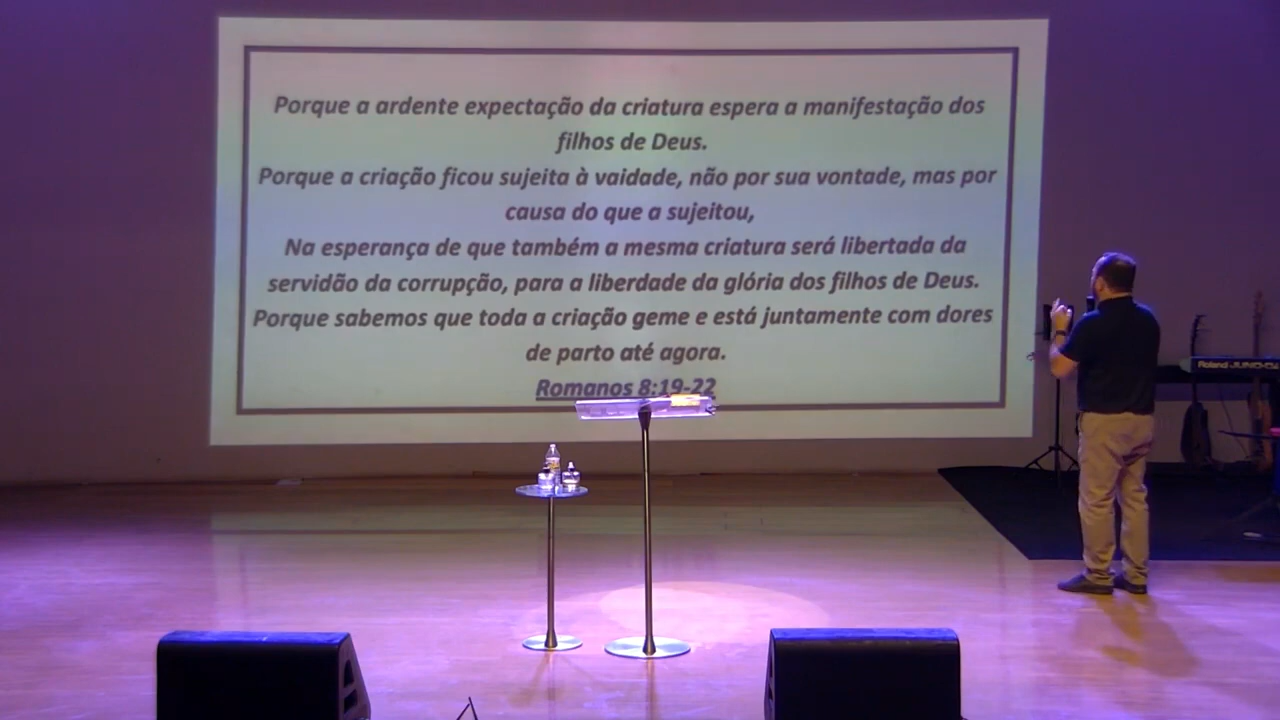 Porque a ardente expectação da criatura espera a manifestação dos
filhos de Deus.
Porque a criação ficou sujeita à vaidade, não por sua vontade, mas por
causa do que a sujeitou,
Na esperança de que também a mesma criatura será libertada da
servidão da corrupção, para a liberdade da glória dos filhos de Deus.
Porque sabemos que toda a criação geme e está juntamente com dores
de parto até agora.
Romanos 8:19-22
Roland JUNO-Di